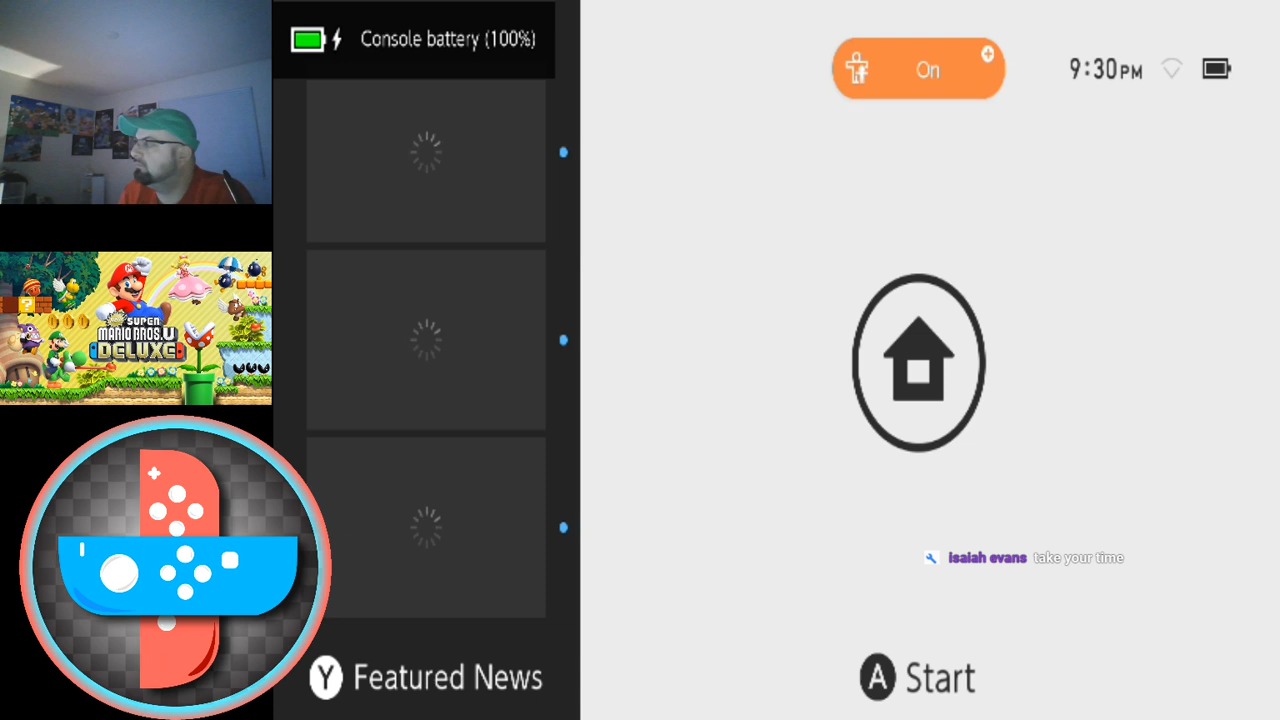 Console battery (100%)
On
9:30PM
SUPER
MARIO BROS.U
DELUXE
isaiah evans take your time
Y Featured News
A Start